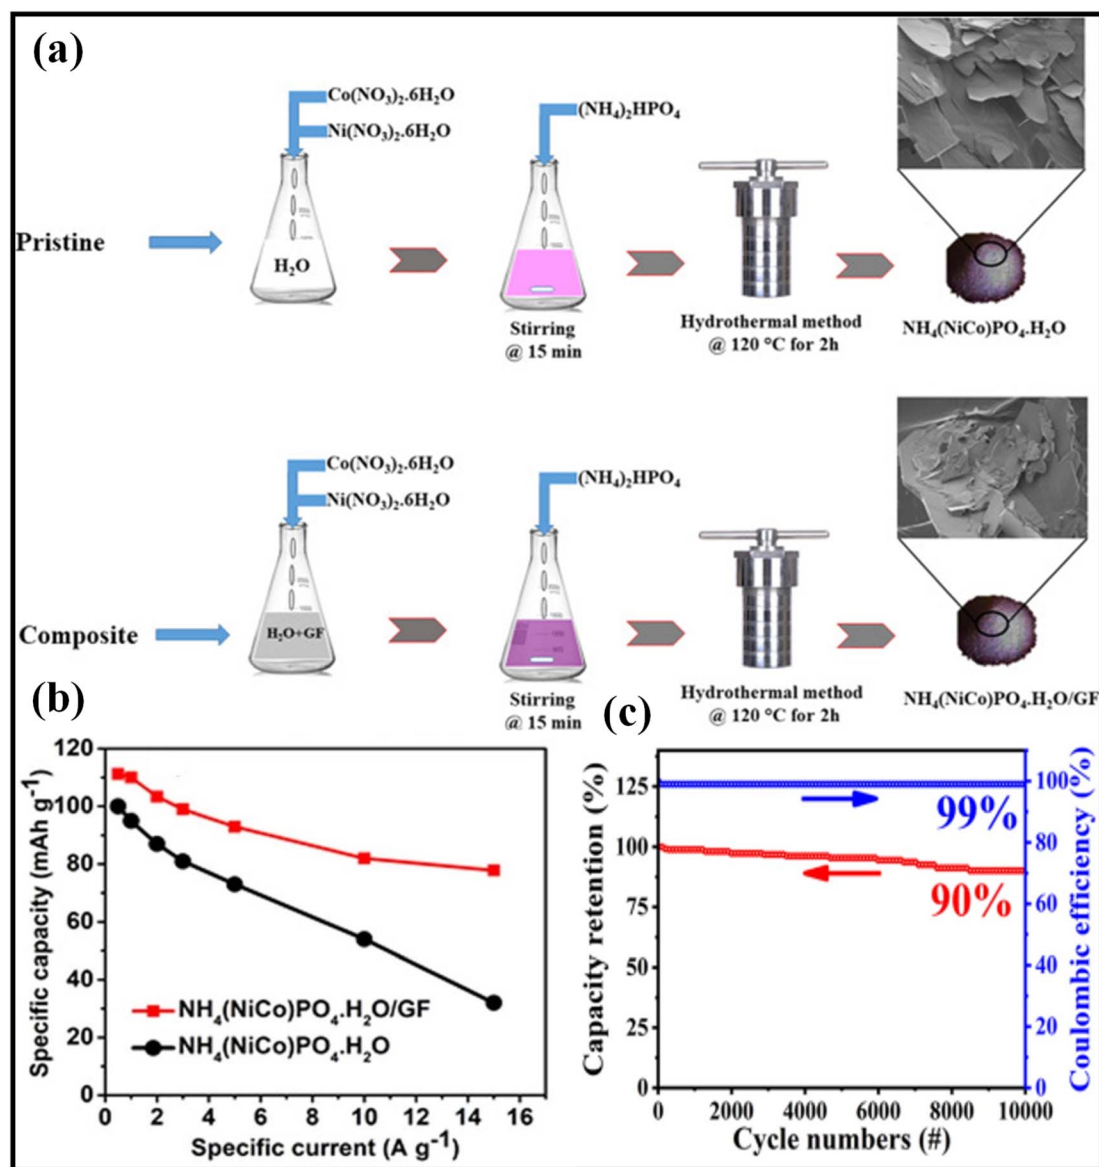 (a)
Co(NO₃)₂.6H₂O
Ni(NO₃)₂.6H₂O
(NH₄)₂HPO₄
Pristine
H₂O
Stirring
@ 15 min
Hydrothermal method
@ 120 °C for 2h
NH₄(NiCo)PO₄.H₂O
Co(NO₃)₂.6H₂O
Ni(NO₃)₂.6H₂O
(NH₄)₂HPO₄
Composite
H₂O+GF
Stirring
@ 15 min
Hydrothermal method
@ 120 °C for 2h
NH₄(NiCo)PO₄.H₂O/GF
(b)
Specific capacity (mAh g⁻¹)
120
100
80
60
40
20
0
NH₄(NiCo)PO₄.H₂O/GF
NH₄(NiCo)PO₄.H₂O
0 2 4 6 8 10 12 14 16
Specific current (A g⁻¹)
(c)
Capacity retention (%)
125
100
75
50
25
0
99%
90%
100
80
60
40
20
0
Coulombic efficiency (%)
0 2000 4000 6000 8000 10000
Cycle numbers (#)